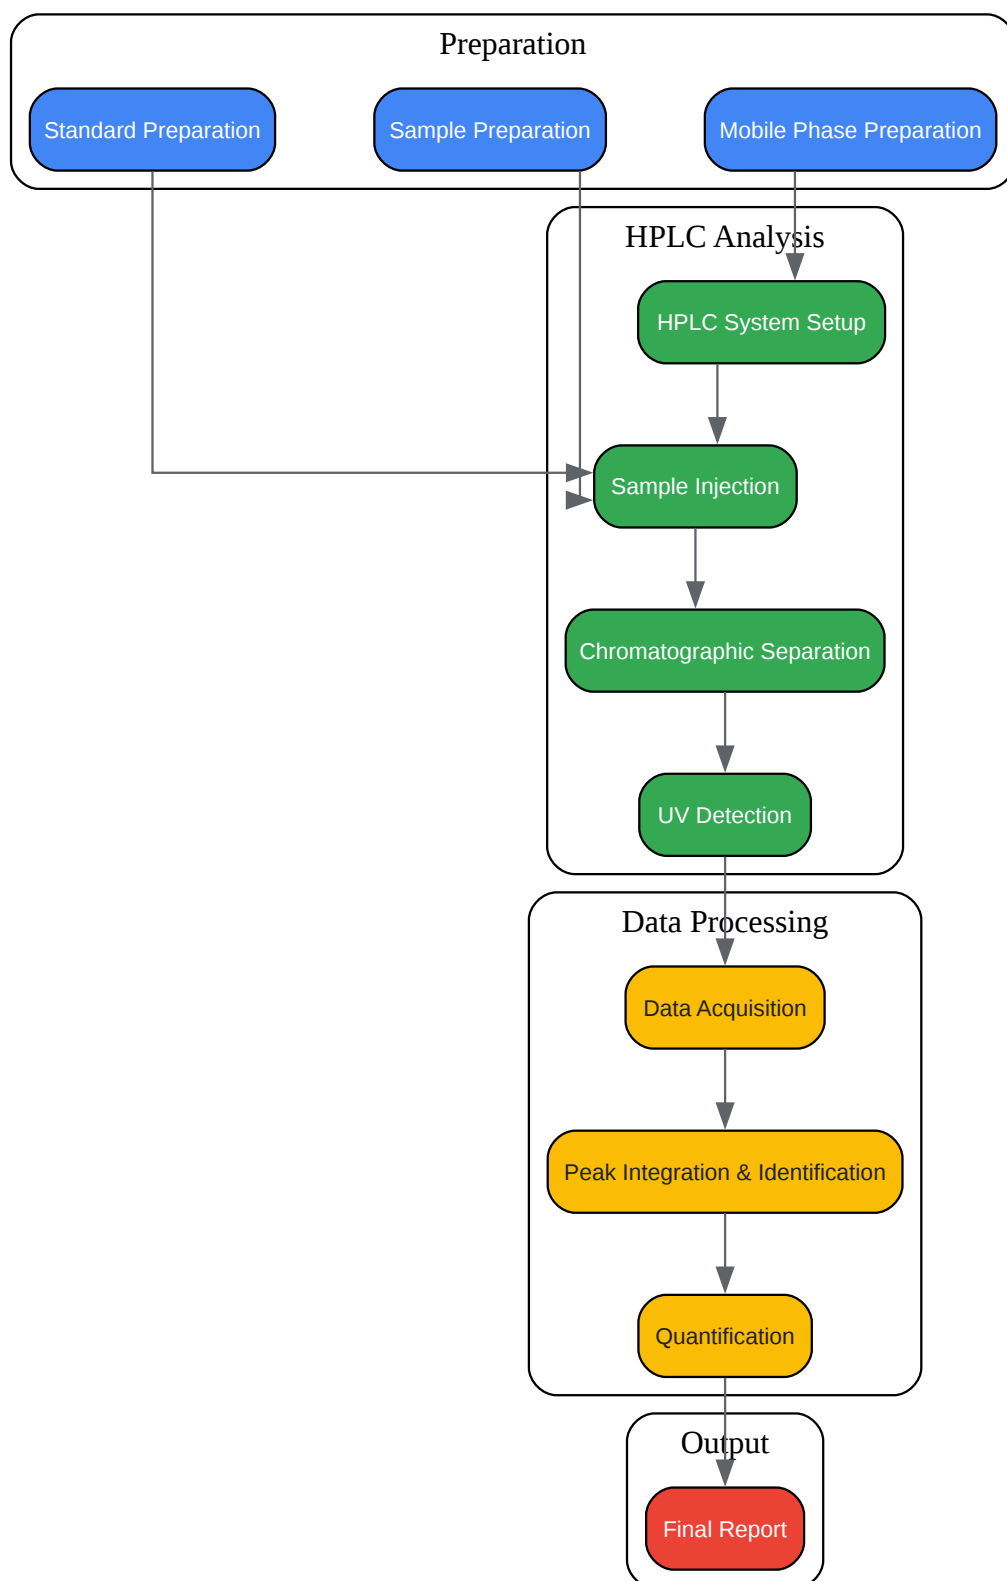 Preparation
Standard Preparation
Sample Preparation
Mobile Phase Preparation
HPLC Analysis
HPLC System Setup
Sample Injection
Chromatographic Separation
UV Detection
Data Processing
Data Acquisition
Peak Integration & Identification
Quantification
Output
Final Report